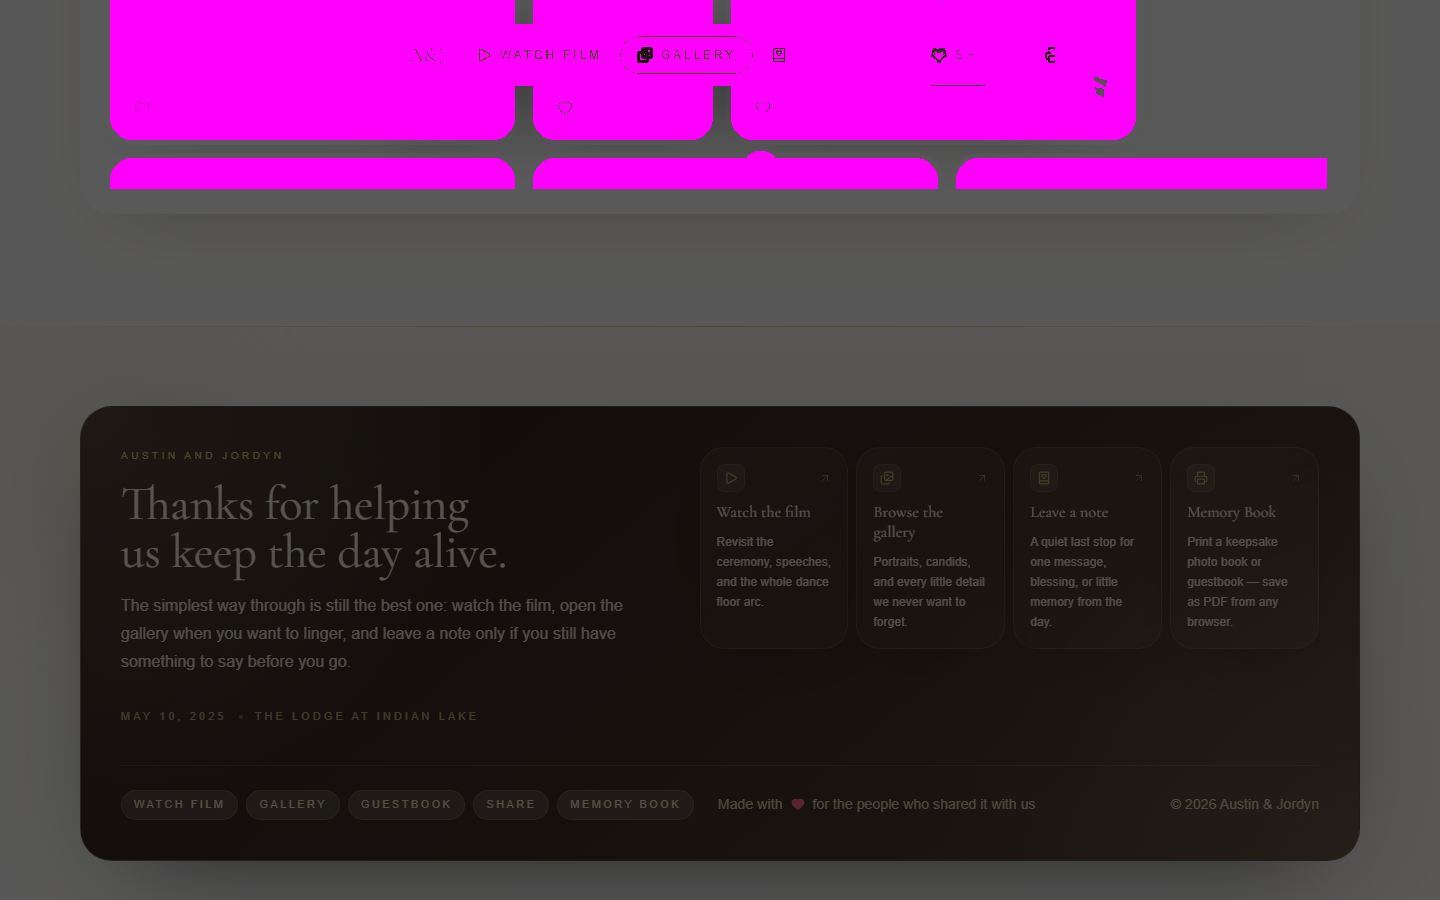 WATCH FILM
GALLERY
AUSTIN AND JORDYN
Thanks for helping
us keep the day alive.
The simplest way through is still the best one: watch the film, open the
gallery when you want to linger, and leave a note only if you still have
something to say before you go.
MAY 10, 2025 • THE LODGE AT INDIAN LAKE
Watch the film
Revisit the
ceremony, speeches,
and the whole dance
floor arc.
Browse the
gallery
Portraits, candids,
and every little detail
we never want to
forget.
Leave a note
A quiet last stop for
one message,
blessing, or little
memory from the
day.
Memory Book
Print a keepsake
photo book or
guestbook — save
as PDF from any
browser.
WATCH FILM
GALLERY
GUESTBOOK
SHARE
MEMORY BOOK
Made with ♥ for the people who shared it with us
© 2026 Austin & Jordyn